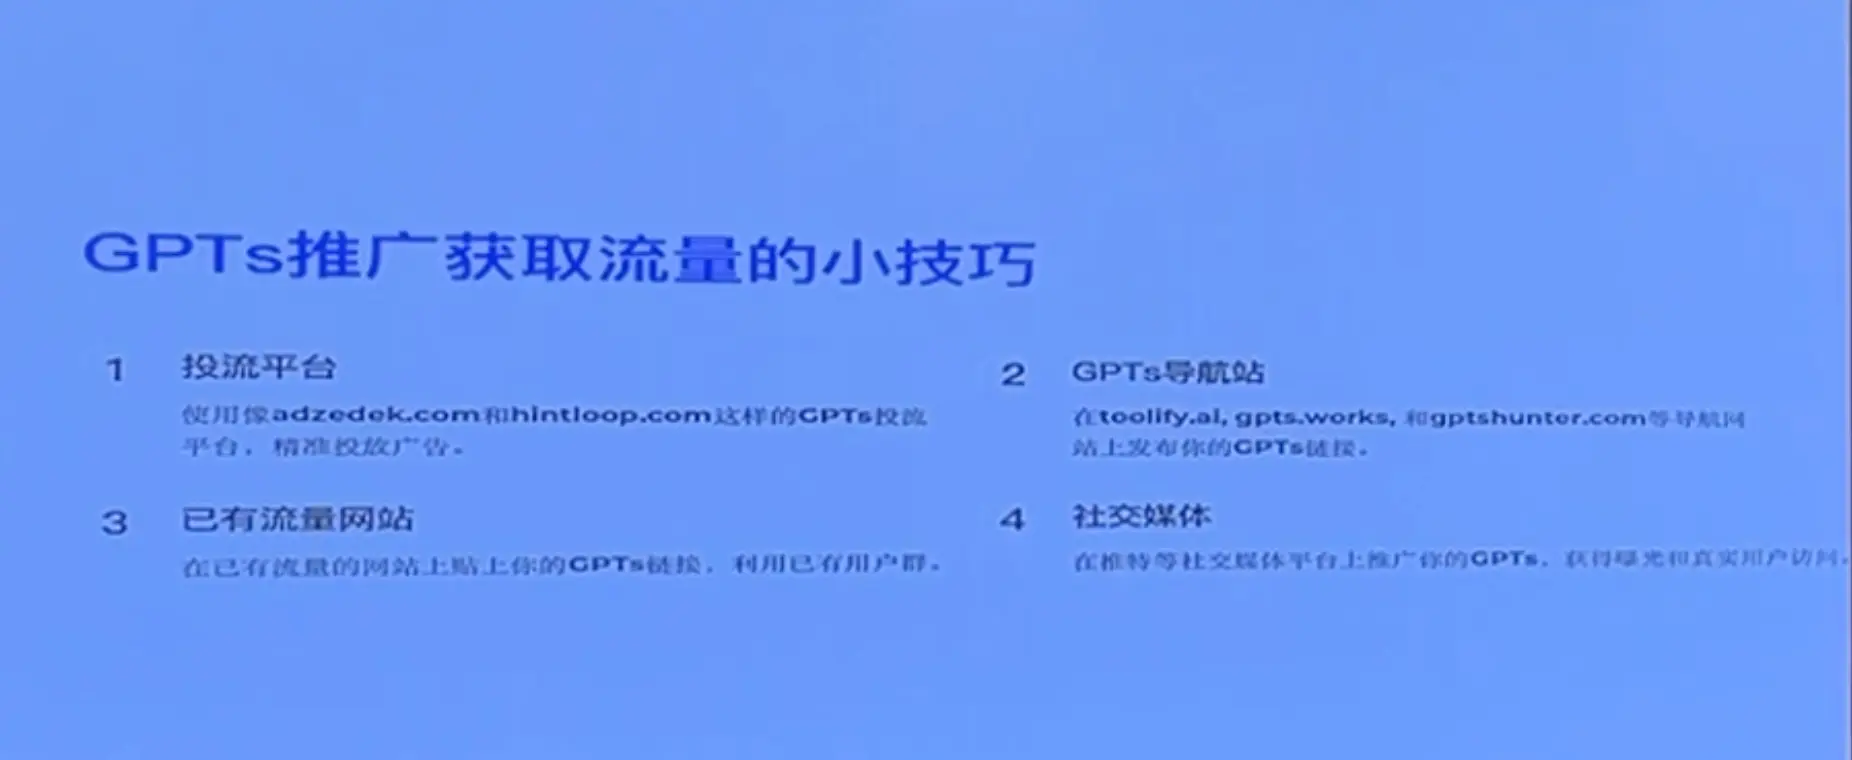 GPTs推广获取流量的小技巧
1 投流平台
使用像adzedek.com和hintloop.com这样的GPTs投流
平台，精准投放广告。
2 GPTs导航站
在toolify.ai, gpts.works, 和gptshunter.com等导航网
站上发布你的GPTs链接。
3 已有流量网站
在已有流量的网站上贴上你的GPTs链接，利用已有用户群。
4 社交媒体
在推特等社交媒体平台上推广你的GPTs，获得曝光和真实用户访问。